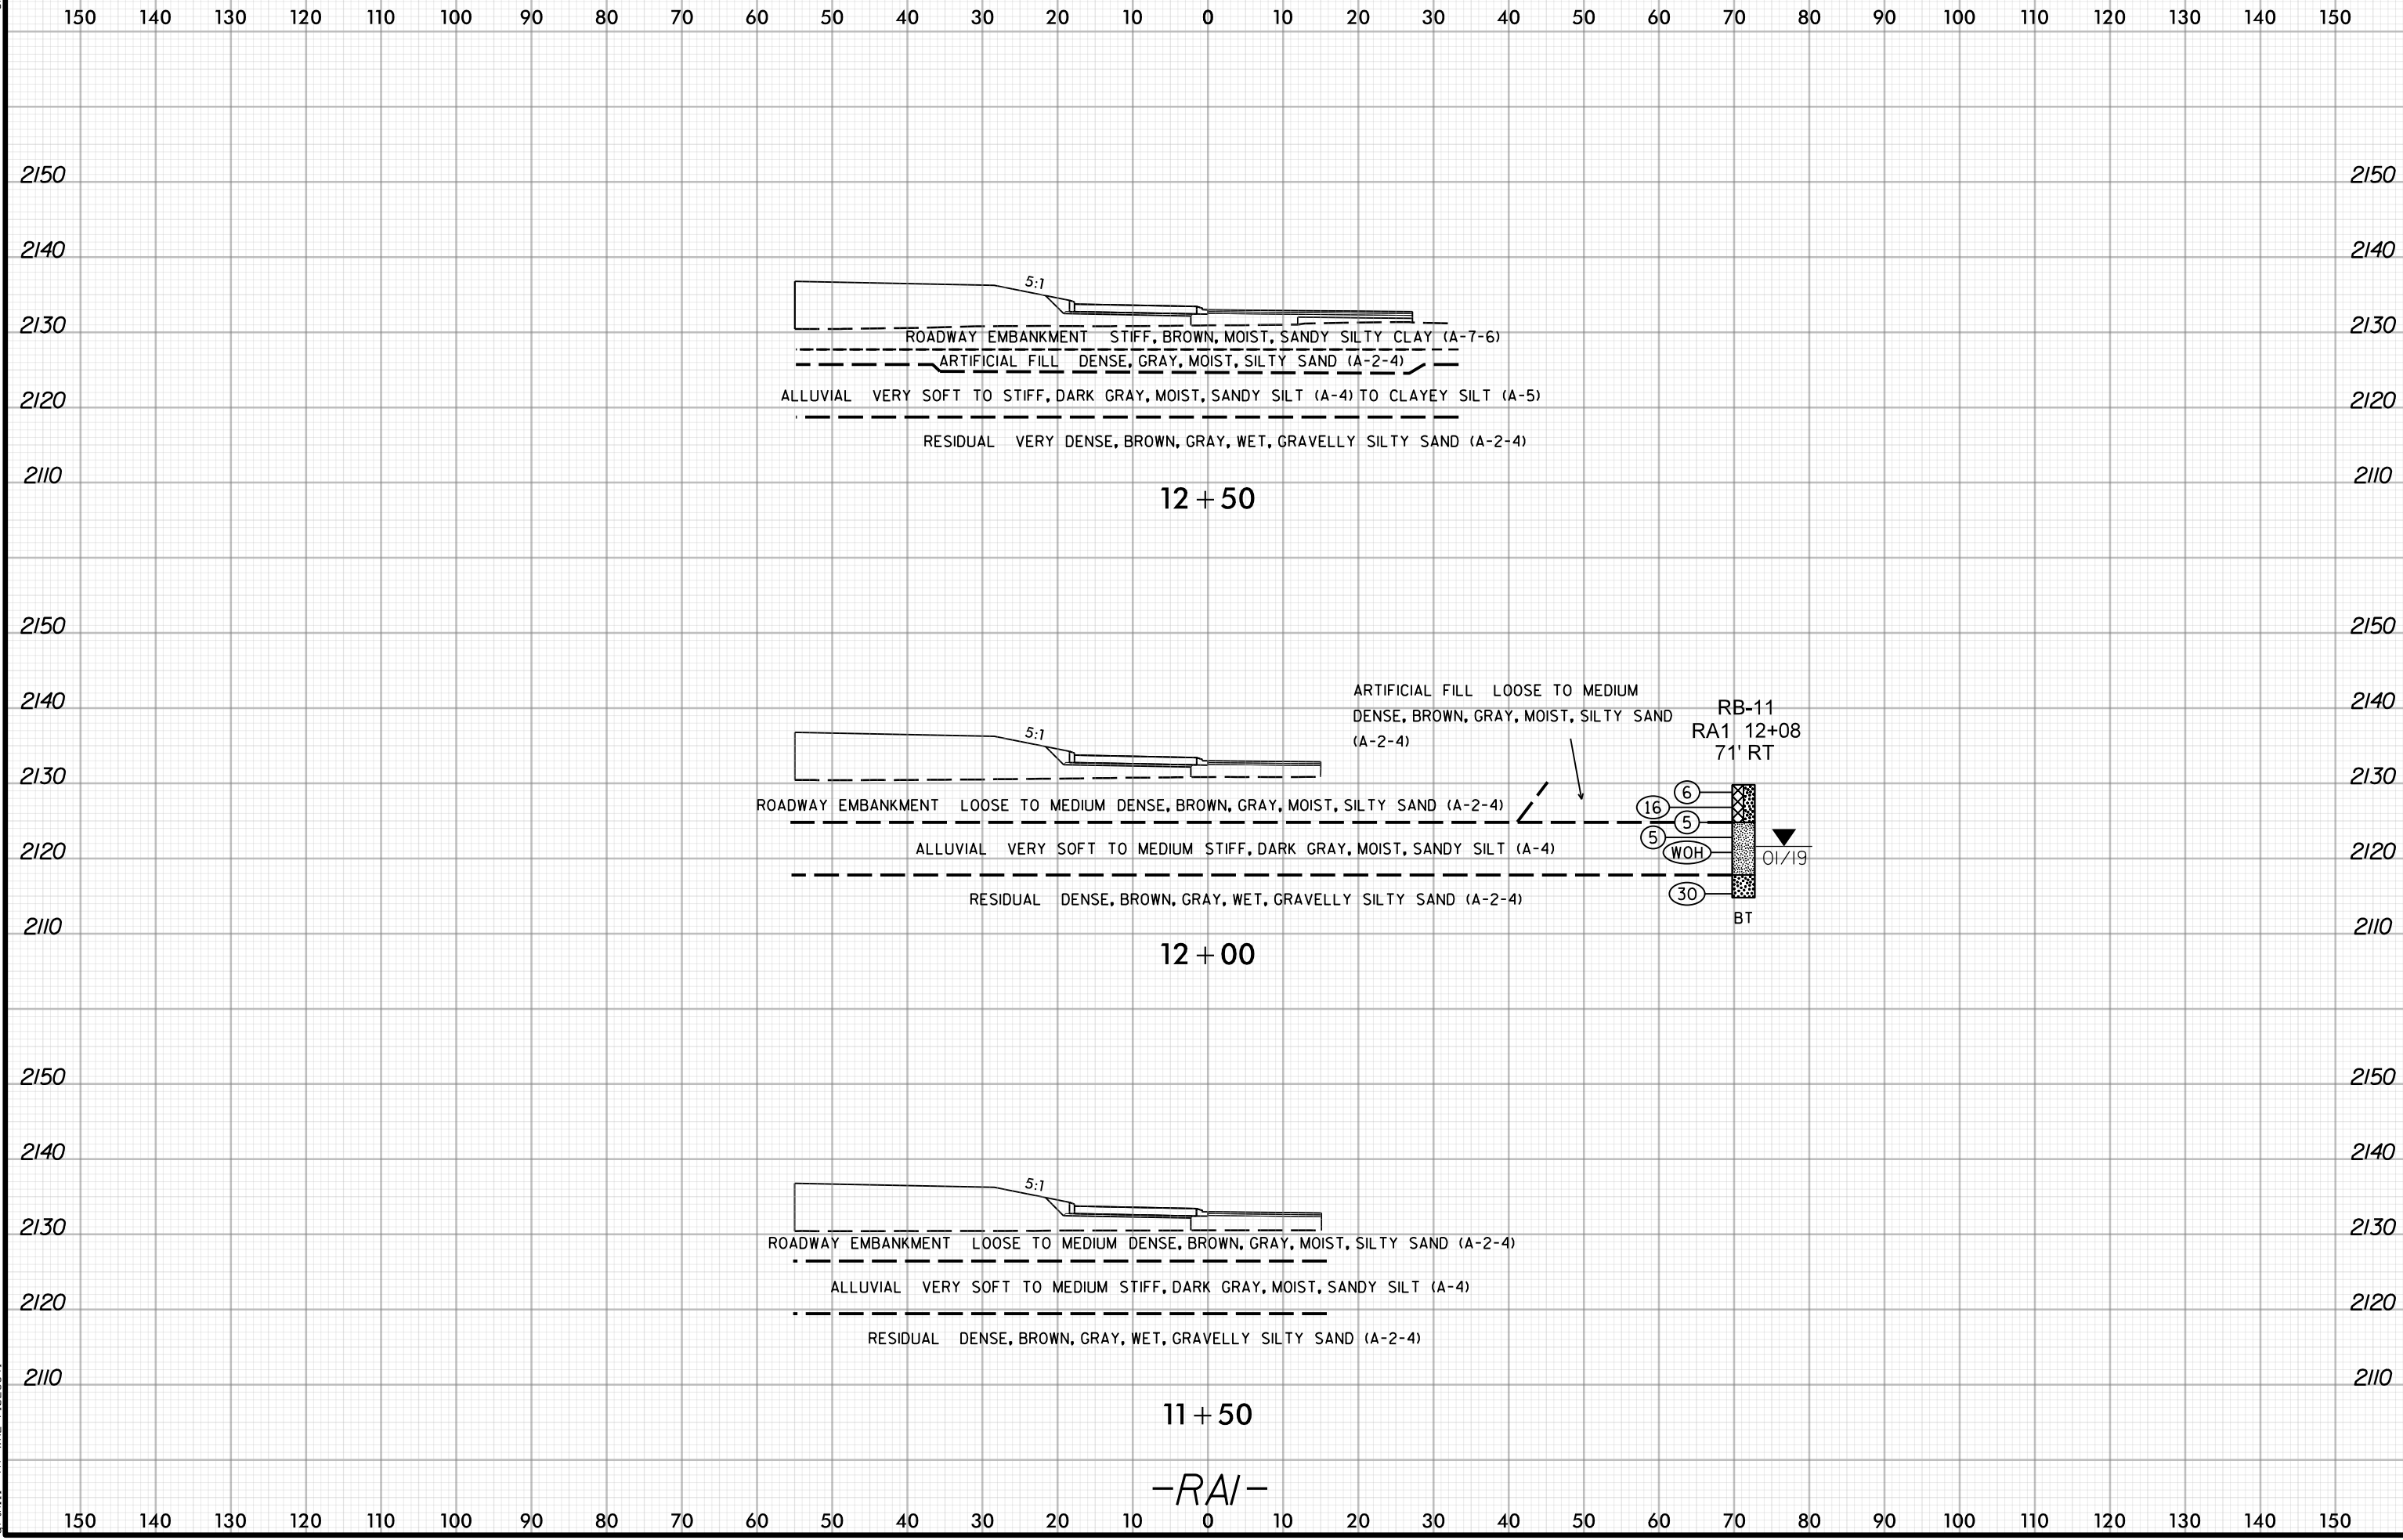 150 140 130 120 110 100 90 80 70 60 50 40 30 20 10 0 10 20 30 40 50 60 70 80 90 100 110 120 130 140 150
2150 2150
2140 2140
5:1
2130 2130
ROADWAY EMBANKMENT STIFF, BROWN, MOIST, SANDY SILTY CLAY (A-7-6)
ARTIFICIAL FILL DENSE, GRAY, MOIST, SILTY SAND (A-2-4)
ALLUVIAL VERY SOFT TO STIFF, DARK GRAY, MOIST, SANDY SILT (A-4) TO CLAYEY SILT (A-5)
2120 2120
RESIDUAL VERY DENSE, BROWN, GRAY, WET, GRAVELLY SILTY SAND (A-2-4)
2110 2110
12+50
2150 2150
ARTIFICIAL FILL LOOSE TO MEDIUM
DENSE, BROWN, GRAY, MOIST, SILTY SAND
(A-2-4)
2140 2140
RB-11
RA1 12+08
71' RT
5:1
2130 2130
6
16
5
5
WOH
30
BT
01/19
ROADWAY EMBANKMENT LOOSE TO MEDIUM DENSE, BROWN, GRAY, MOIST, SILTY SAND (A-2-4)
ALLUVIAL VERY SOFT TO MEDIUM STIFF, DARK GRAY, MOIST, SANDY SILT (A-4)
2120 2120
RESIDUAL DENSE, BROWN, GRAY, WET, GRAVELLY SILTY SAND (A-2-4)
2110 2110
12+00
2150 2150
2140 2140
5:1
2130 2130
ROADWAY EMBANKMENT LOOSE TO MEDIUM DENSE, BROWN, GRAY, MOIST, SILTY SAND (A-2-4)
ALLUVIAL VERY SOFT TO MEDIUM STIFF, DARK GRAY, MOIST, SANDY SILT (A-4)
2120 2120
RESIDUAL DENSE, BROWN, GRAY, WET, GRAVELLY SILTY SAND (A-2-4)
2110 2110
11+50
-RA1-
150 140 130 120 110 100 90 80 70 60 50 40 30 20 10 0 10 20 30 40 50 60 70 80 90 100 110 120 130 140 150